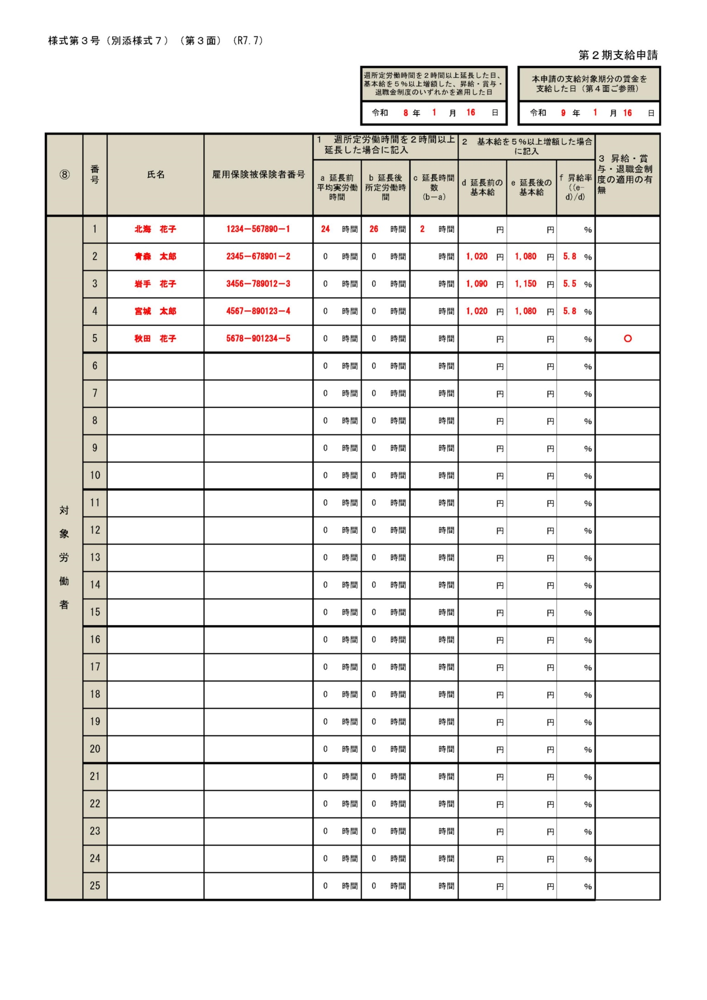 様式第３号（別添様式７）（第３面）（R7.7）
第２期支給申請
週所定労働時間を２時間以上延長した日、
基本給を５％以上増額した、昇給・賞与・
退職金制度のいずれかを適用した日
本申請の支給対象期分の賃金を
支給した日（第４面ご参照）
令和 8 年 1 月 16 日
令和 9 年 1 月 16 日
⑧
番
号
氏名
雇用保険被保険者番号
１　週所定労働時間を２時間以上
延長した場合に記入
２　基本給を５％以上増額した場合
に記入
３ 昇給・賞
与・退職金制
度の適用の有
無
a 延長前
平均実労働
時間
b 延長後
所定労働時
間
c 延長時間
数
（b－a）
d 延長前の
基本給
e 延長後の
基本給
f 昇給率
（（e-
d）/d）
対
象
労
働
者
1 北海　花子 1234－567890－1 24 時間 26 時間 2 時間 円 円 %
2 青森　太郎 2345－678901－2 0 時間 0 時間 時間 1,020 円 1,080 円 5.8 %
3 岩手　花子 3456－789012－3 0 時間 0 時間 時間 1,090 円 1,150 円 5.5 %
4 宮城　太郎 4567－890123－4 0 時間 0 時間 時間 1,020 円 1,080 円 5.8 %
5 秋田　花子 5678－901234－5 0 時間 0 時間 時間 円 円 % ○
6 0 時間 0 時間 時間 円 円 %
7 0 時間 0 時間 時間 円 円 %
8 0 時間 0 時間 時間 円 円 %
9 0 時間 0 時間 時間 円 円 %
10 0 時間 0 時間 時間 円 円 %
11 0 時間 0 時間 時間 円 円 %
12 0 時間 0 時間 時間 円 円 %
13 0 時間 0 時間 時間 円 円 %
14 0 時間 0 時間 時間 円 円 %
15 0 時間 0 時間 時間 円 円 %
16 0 時間 0 時間 時間 円 円 %
17 0 時間 0 時間 時間 円 円 %
18 0 時間 0 時間 時間 円 円 %
19 0 時間 0 時間 時間 円 円 %
20 0 時間 0 時間 時間 円 円 %
21 0 時間 0 時間 時間 円 円 %
22 0 時間 0 時間 時間 円 円 %
23 0 時間 0 時間 時間 円 円 %
24 0 時間 0 時間 時間 円 円 %
25 0 時間 0 時間 時間 円 円 %